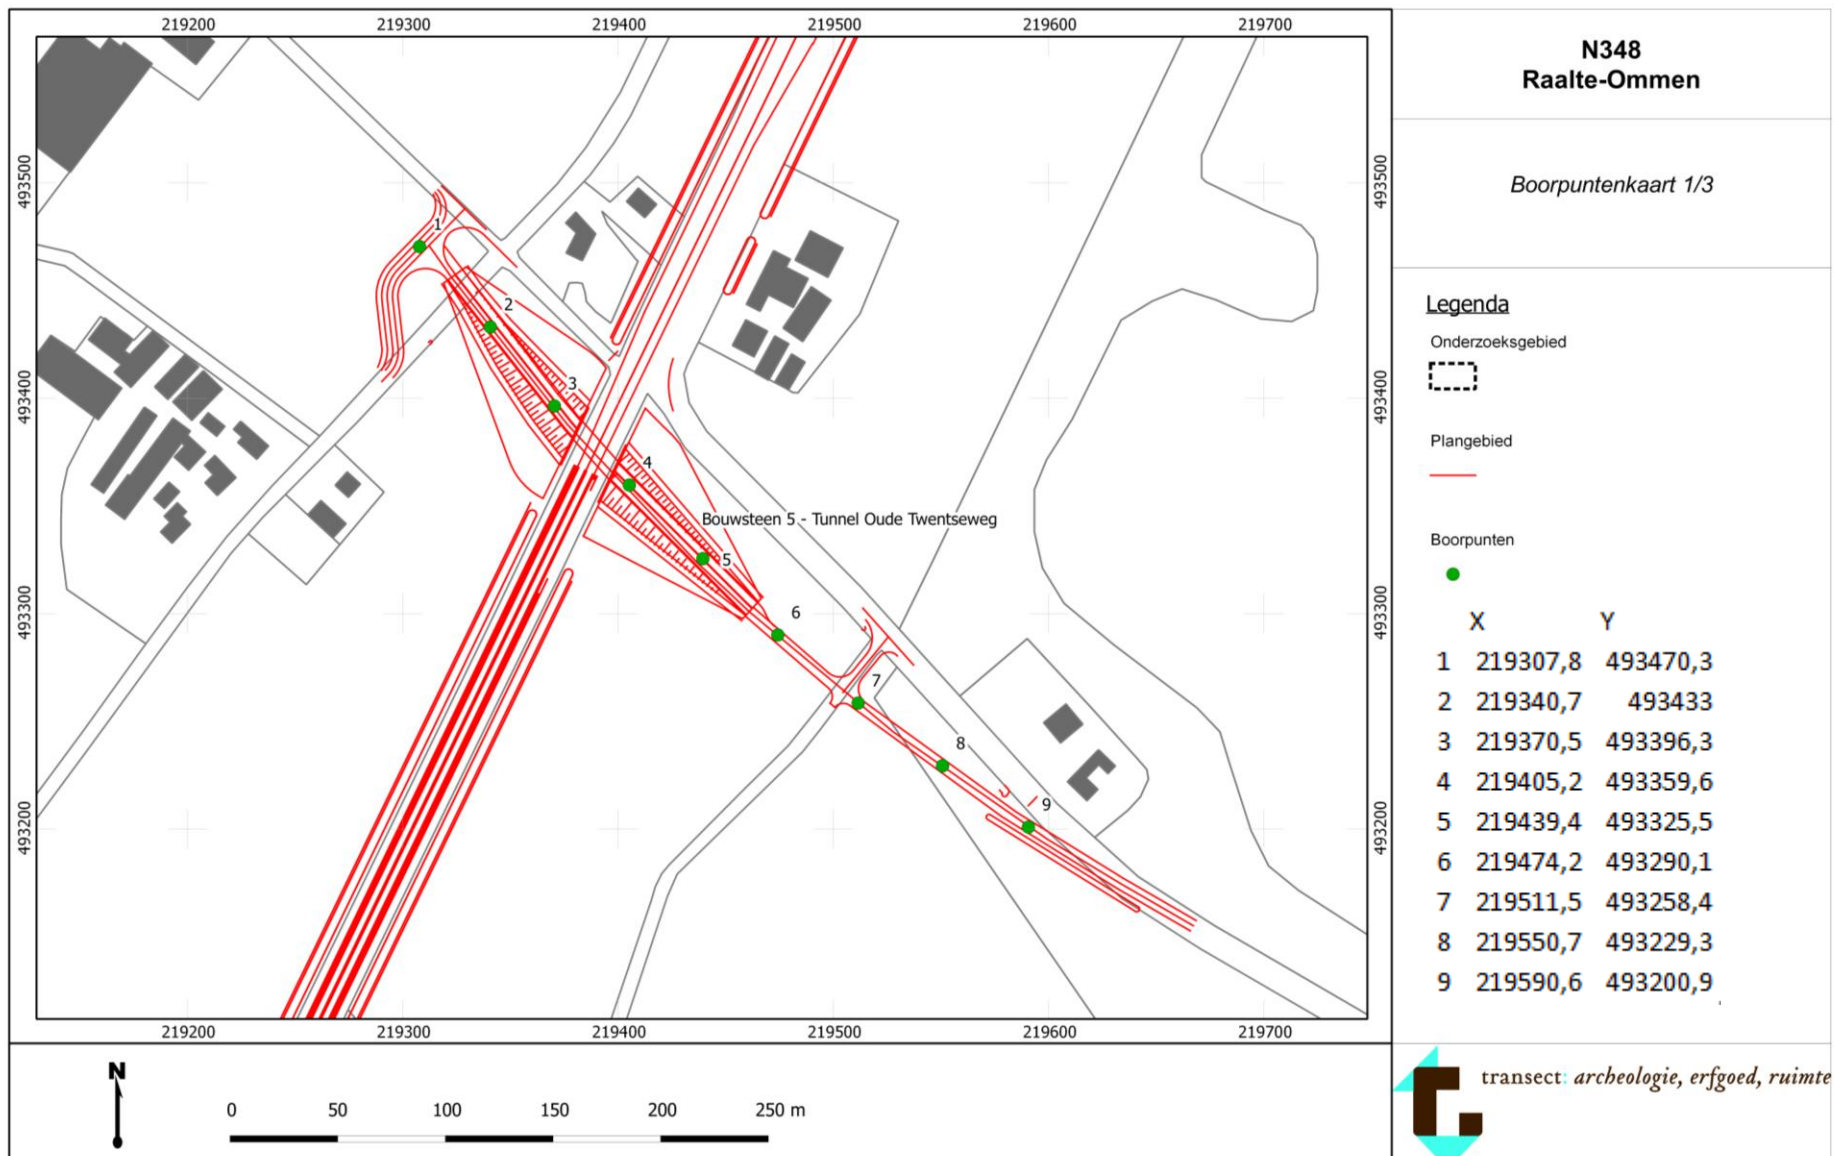 219200 219300 219400 219500 219600 219700
493500
493400
493300
493200
493500
493400
493300
493200
1
2
3
4
Bouwsteen 5 - Tunnel Oude Twentseweg
5
6
7
8
9
219200 219300 219400 219500 219600 219700
N
0 50 100 150 200 250 m
N348
Raalte-Ommen
Boorpuntenkaart 1/3
Legenda
Onderzoeksgebied
Plangebied
Boorpunten
X Y
1 219307,8 493470,3
2 219340,7 493433
3 219370,5 493396,3
4 219405,2 493359,6
5 219439,4 493325,5
6 219474,2 493290,1
7 219511,5 493258,4
8 219550,7 493229,3
9 219590,6 493200,9
transect: archeologie, erfgoed, ruimte